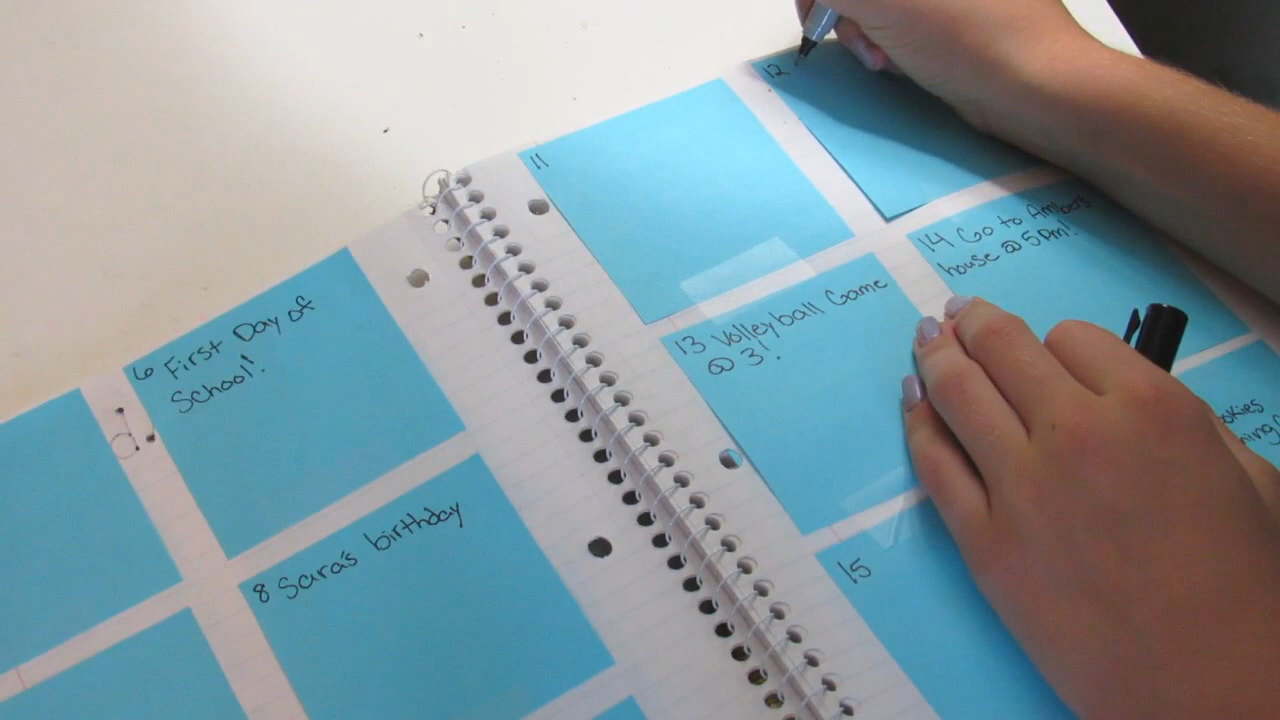 6 First Day of
School!
8 Sara's birthday
11
12
13 Volleyball Game
@ 3!
14 Go to Ambers
house @ 5pm!
15